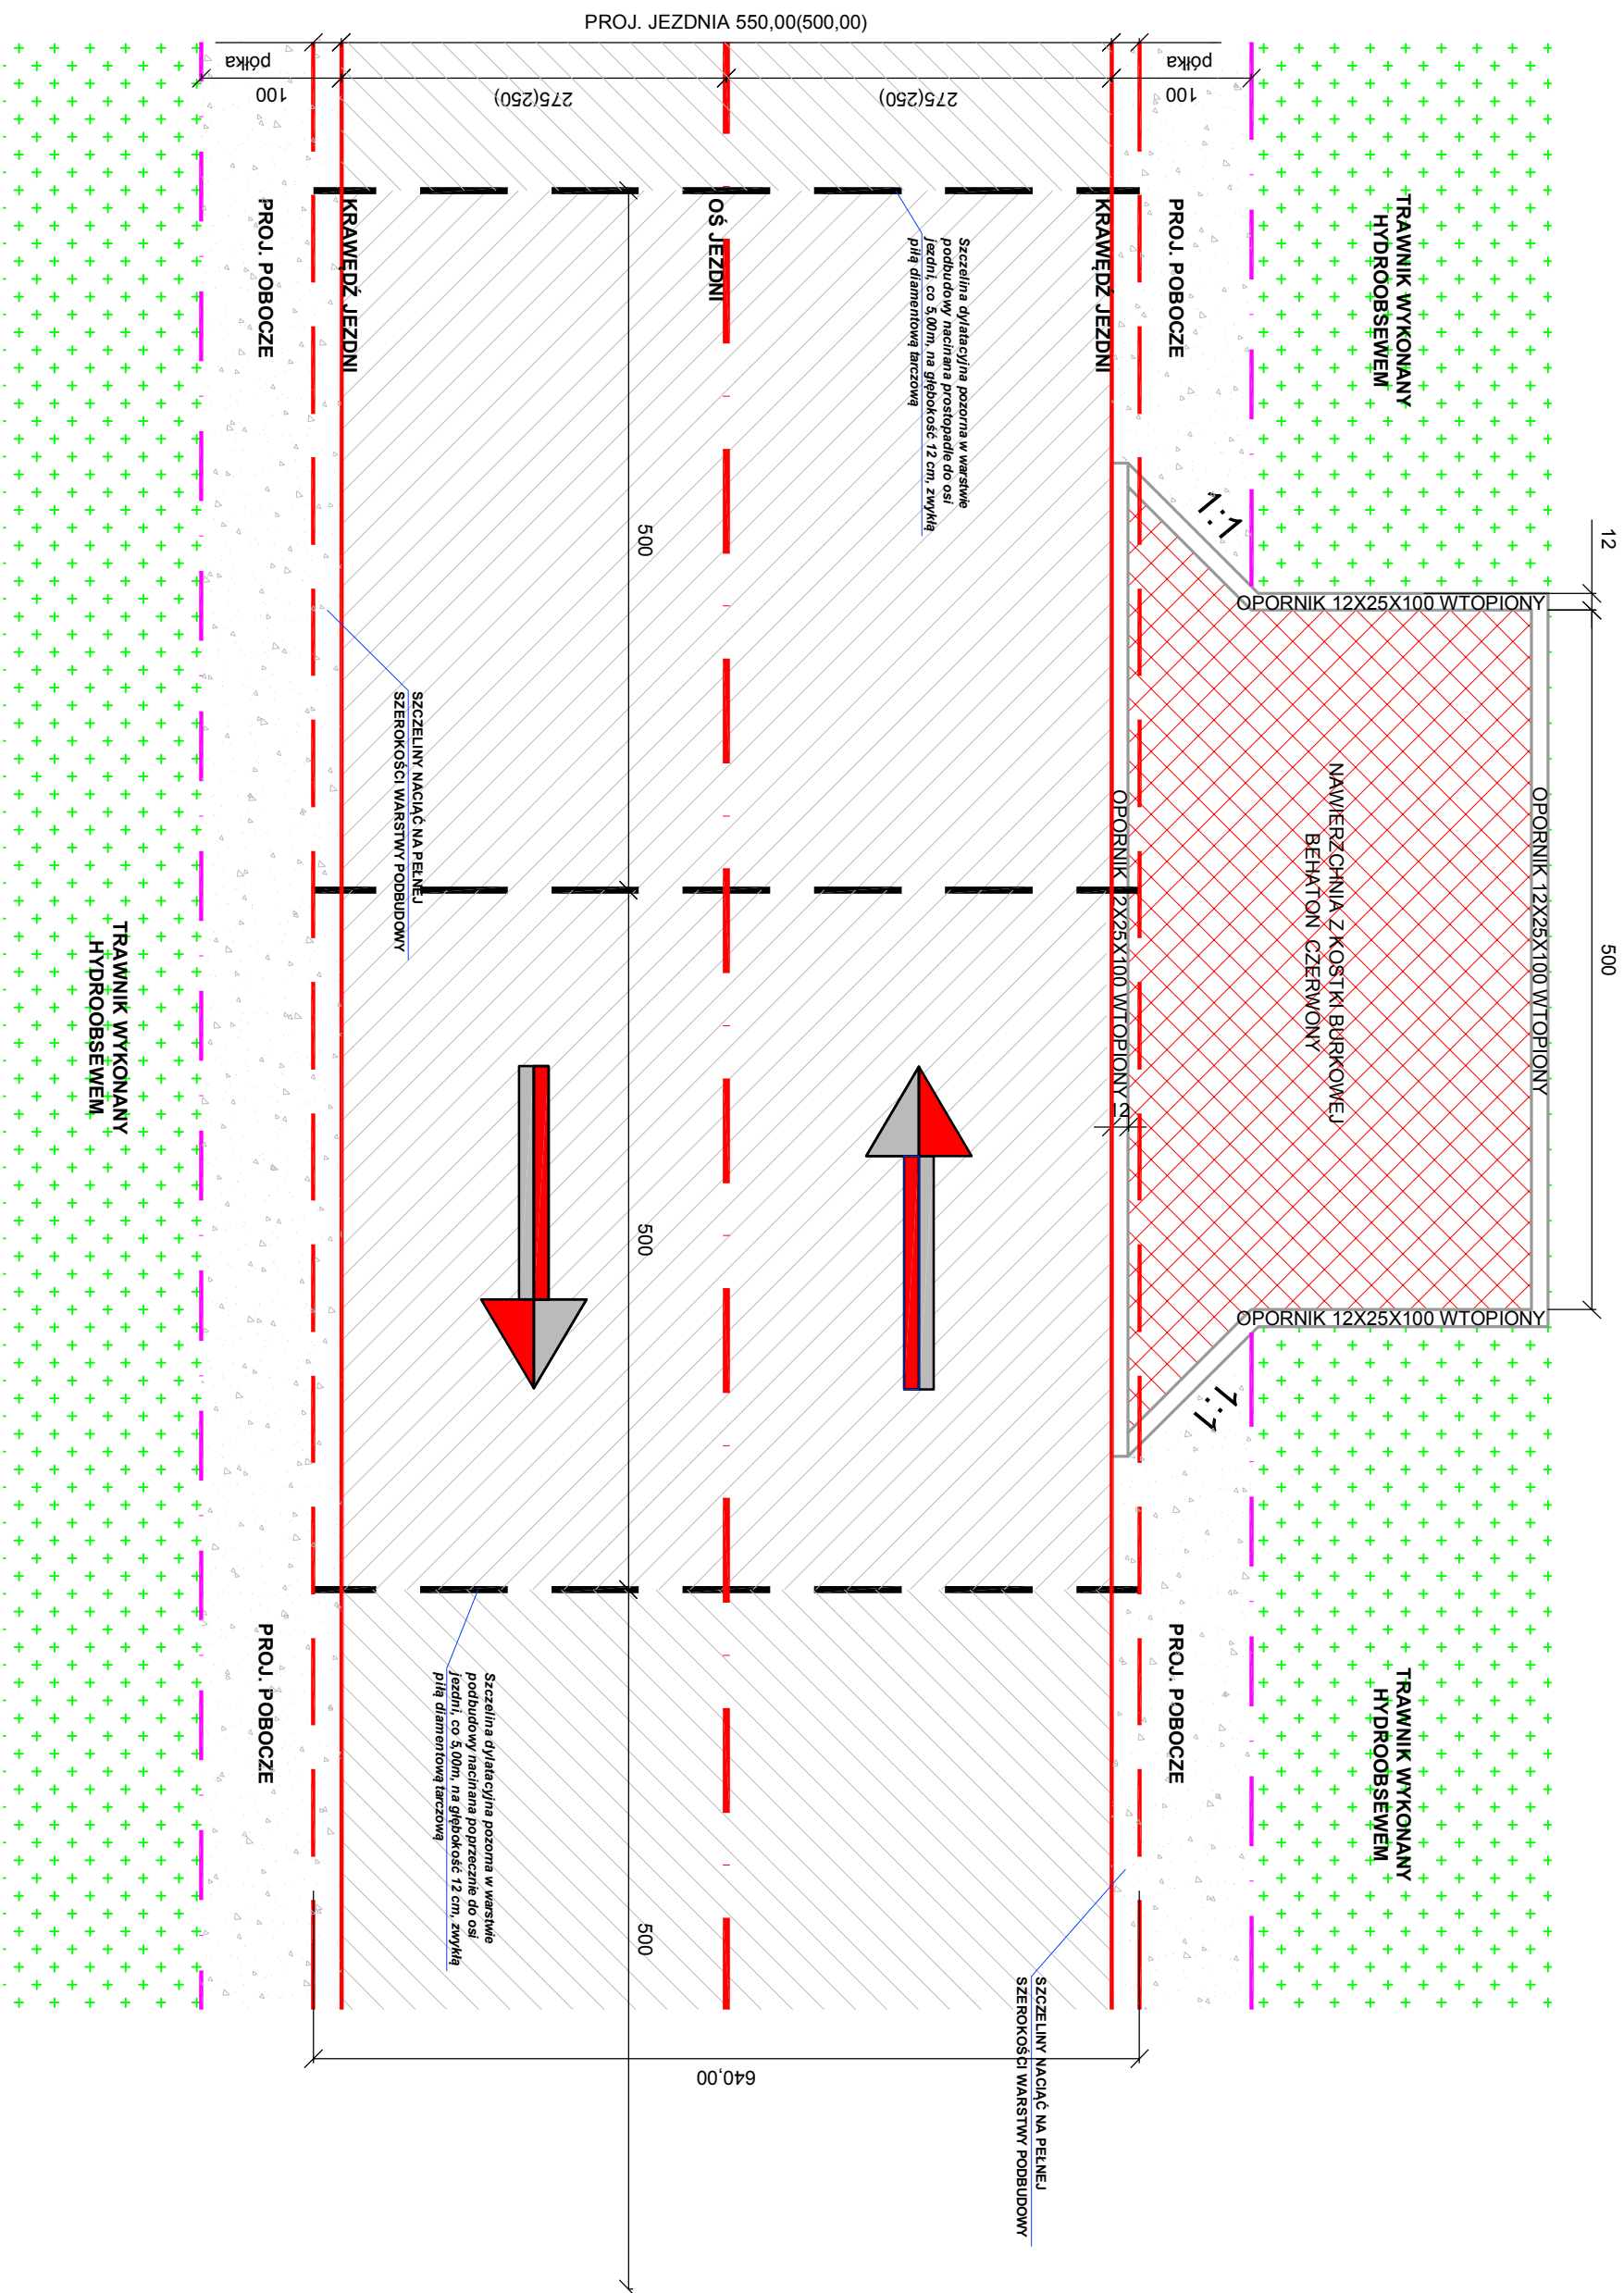 PROJ. JEZDNIA 550,00(500,00)
półka
100
275(250)
275(250)
100
półka
TRAWNIK WYKONANY
HYDROOBSEWEM
PROJ. POBOCZE
KRAWĘDŹ JEZDNI
OŚ JEZDNI
KRAWĘDŹ JEZDNI
PROJ. POBOCZE
Szczelina dylatacyjna pozorna w warstwie
podbudowy nacinana prostopadle do osi
jezdni, co 5,00m, na głębokość 12 cm, zwykłą
piłą diamentową tarczową
1:1
12
500
OPORNIK 12X25X100 WTOPIONY
OPORNIK 12X25X100 WTOPIONY
500
NAWIERZCHNIA Z KOSTKI BURKOWEJ
BEHATON CZERWONY
OPORNIK 12X25X100 WTOPIONY
12
SZCZELINY NACIĄĆ NA PEŁNEJ
SZEROKOŚCI WARSTWY PODBUDOWY
TRAWNIK WYKONANY
HYDROOBSEWEM
500
OPORNIK 12X25X100 WTOPIONY
1:1
TRAWNIK WYKONANY
HYDROOBSEWEM
PROJ. POBOCZE
PROJ. POBOCZE
Szczelina dylatacyjna pozorna w warstwie
podbudowy nacinana poprzecznie do osi
jezdni, co 5,00m, na głębokość 12 cm, zwykłą
piłą diamentową tarczową
500
SZCZELINY NACIĄĆ NA PEŁNEJ
SZEROKOŚCI WARSTWY PODBUDOWY
640,00